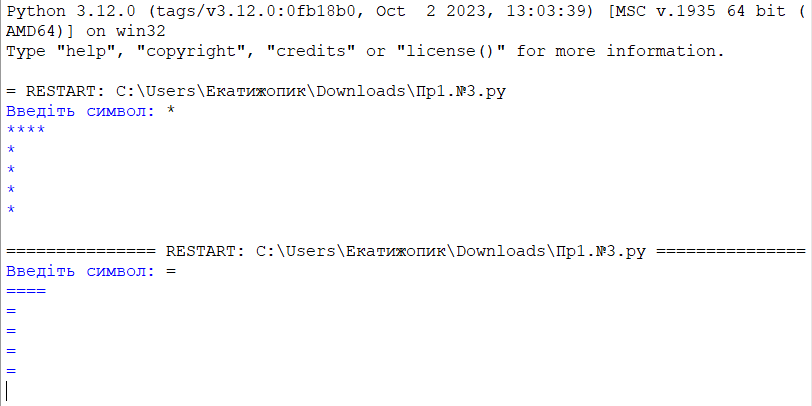 Python 3.12.0 (tags/v3.12.0:0fb18b0, Oct  2 2023, 13:03:39) [MSC v.1935 64 bit (
AMD64)] on win32
Type "help", "copyright", "credits" or "license()" for more information.
= RESTART: C:\Users\Екатижопик\Downloads\Пр1.№3.py
Введіть символ: *
****
*
*
*
*
=============== RESTART: C:\Users\Екатижопик\Downloads\Пр1.№3.py ===============
Введіть символ: =
====
=
=
=
=